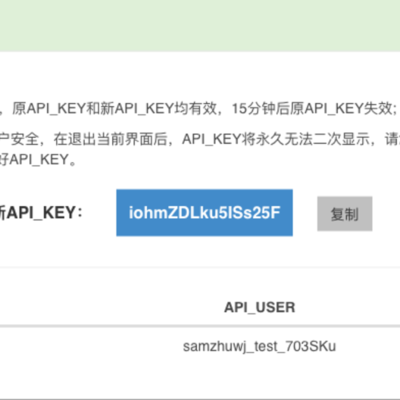 ，原API_KEY和新API_KEY均有效，15分钟后原API_KEY失效;
户安全，在退出当前界面后，API_KEY将永久无法二次显示，请
好API_KEY。
新API_KEY： iohmZDLku5ISs25F 复制
API_USER
samzhuwj_test_703SKu